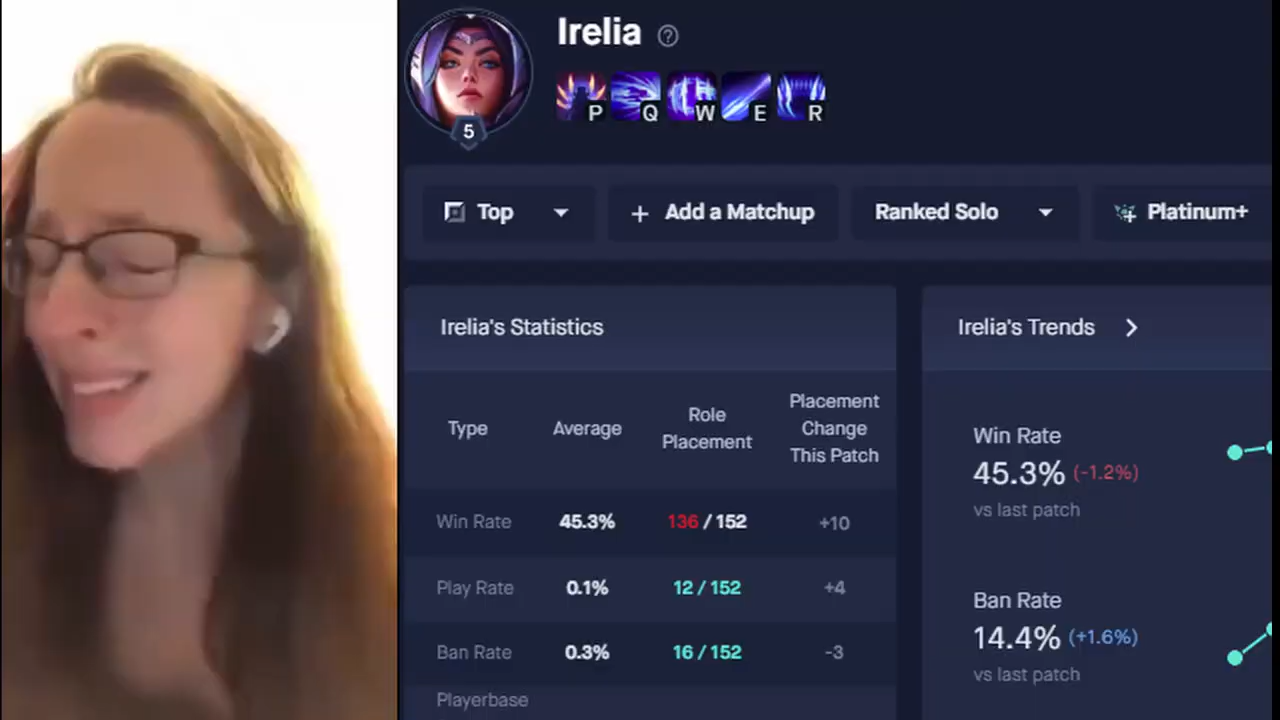 Irelia
P Q W E R
5
Top
Add a Matchup
Ranked Solo
Platinum+
Irelia's Statistics
Type
Average
Role
Placement
Placement
Change
This Patch
Win Rate 45.3% 136 / 152 +10
Play Rate 0.1% 12 / 152 +4
Ban Rate 0.3% 16 / 152 -3
Playerbase
Irelia's Trends
Win Rate
45.3% (-1.2%)
vs last patch
Ban Rate
14.4% (+1.6%)
vs last patch